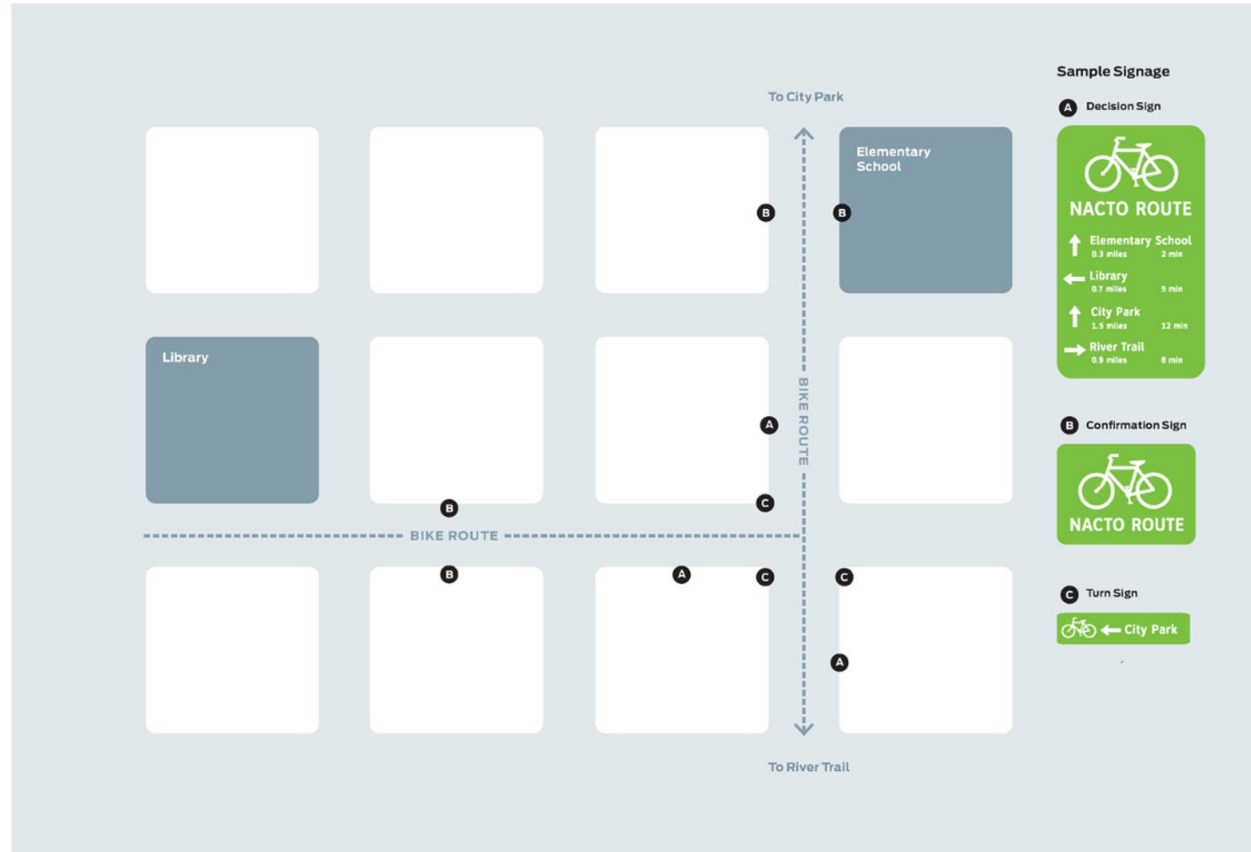 To City Park
Elementary
School
B
B
Library
A
BIKE ROUTE
C
B
BIKE ROUTE
B
A
C
C
A
To River Trail
Sample Signage
A Decision Sign
NACTO ROUTE
Elementary School
0.3 miles 2 min
Library
0.7 miles 5 min
City Park
1.5 miles 12 min
River Trail
0.9 miles 8 min
B Confirmation Sign
NACTO ROUTE
C Turn Sign
City Park